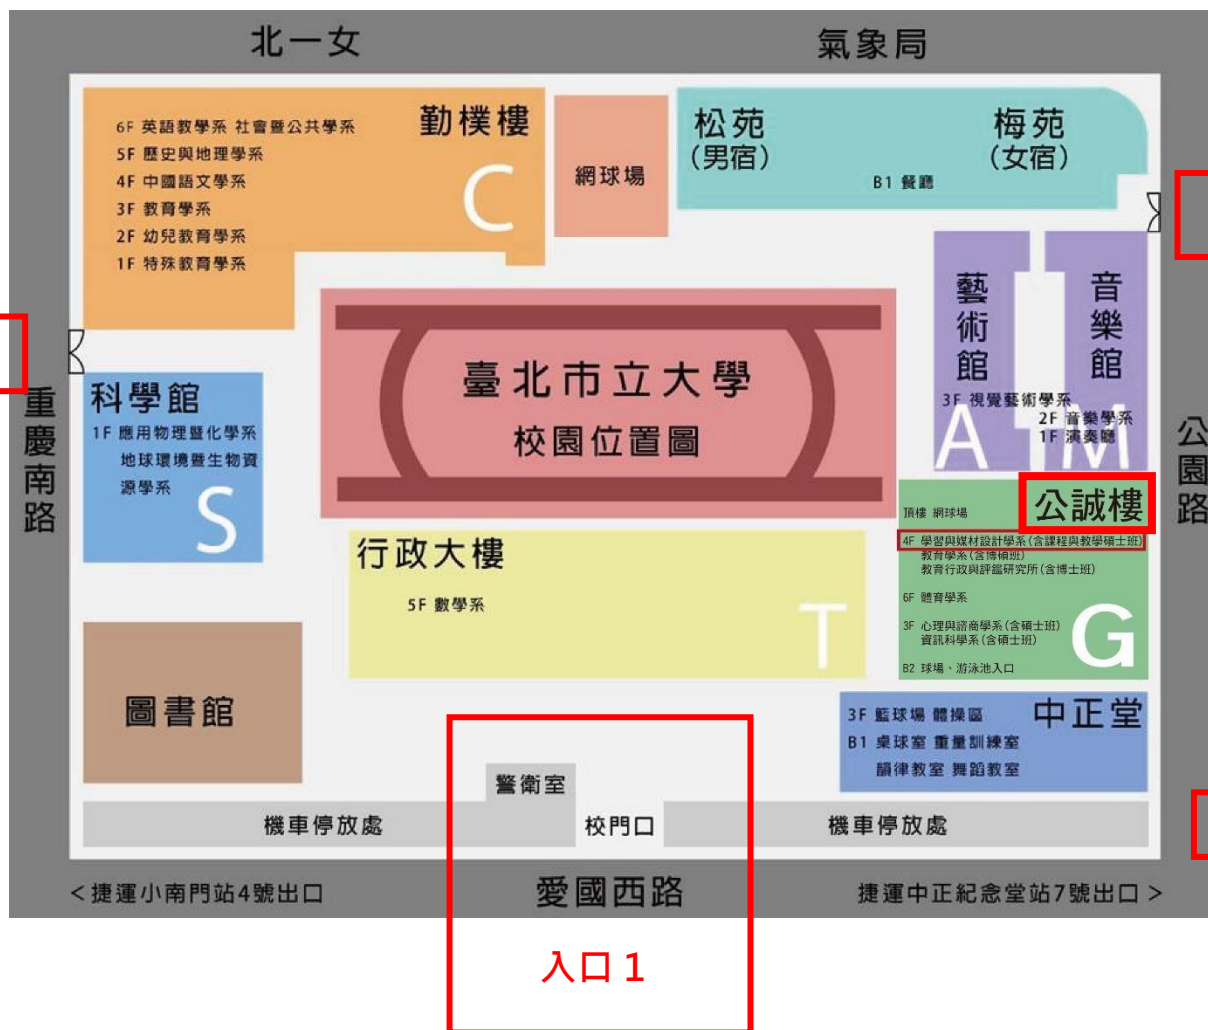 北一女
氣象局
勤樸樓
6F 英語教學系 社會暨公共學系
5F 歷史與地理學系
4F 中國語文學系
3F 教育學系
2F 幼兒教育學系
1F 特殊教育學系
C
網球場
松苑
(男宿)
梅苑
(女宿)
B1 餐廳
重慶南路
科學館
1F 應用物理暨化學系
地球環境暨生物資
源學系
S
臺北市立大學
校園位置圖
藝術館
音樂館
3F 視覺藝術學系
2F 音樂學系
1F 演奏廳
A
M
公園路
行政大樓
5F 數學系
T
公誠樓
頂樓 網球場
4F 學習與媒材設計學系(含課程與教學碩士班)
教育學系(含博碩班)
教育行政與評鑑研究所(含博士班)
6F 體育學系
3F 心理與諮商學系(含碩士班)
資訊科學系(含碩士班)
B2 球場、游泳池入口
G
圖書館
中正堂
3F 籃球場 體操區
B1 桌球室 重量訓練室
韻律教室 舞蹈教室
警衛室
機車停放處
校門口
機車停放處
<捷運小南門站4號出口
愛國西路
捷運中正紀念堂站7號出口>
入口 1